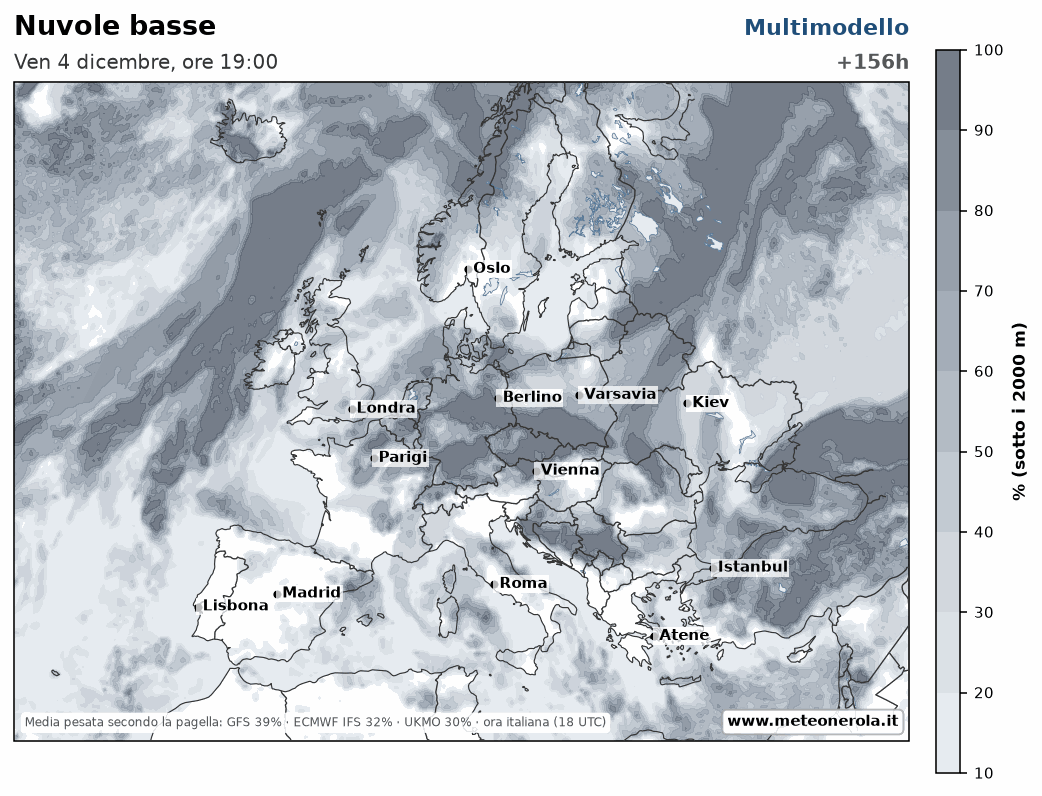 Nuvole basse
Multimodello
Ven 4 dicembre, ore 19:00
+156h
100
90
80
70
60
50
40
30
20
10
% (sotto i 2000 m)
Oslo
Londra
Berlino
Varsavia
Kiev
Parigi
Vienna
Istanbul
Roma
Madrid
Lisbona
Atene
Media pesata secondo la pagella: GFS 39% · ECMWF IFS 32% · UKMO 30% · ora italiana (18 UTC)
www.meteonerola.it